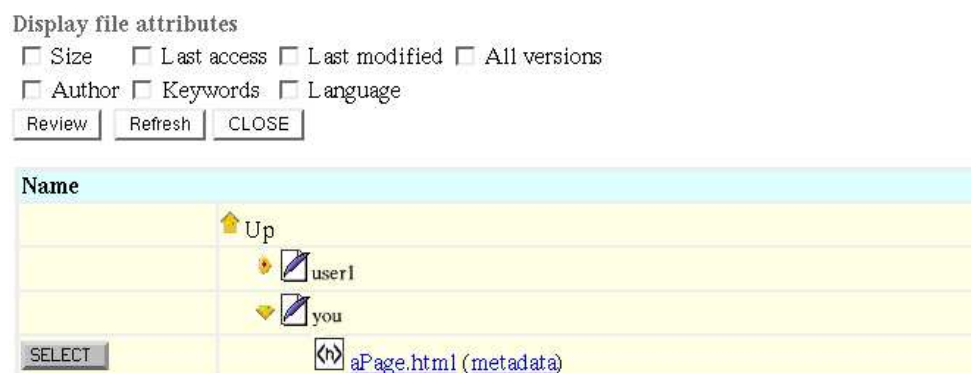 Display file attributes
Size Last access Last modified All versions
Author Keywords Language
Review Refresh CLOSE
Name
Up
user1
you
SELECT <h> aPage.html (metadata)